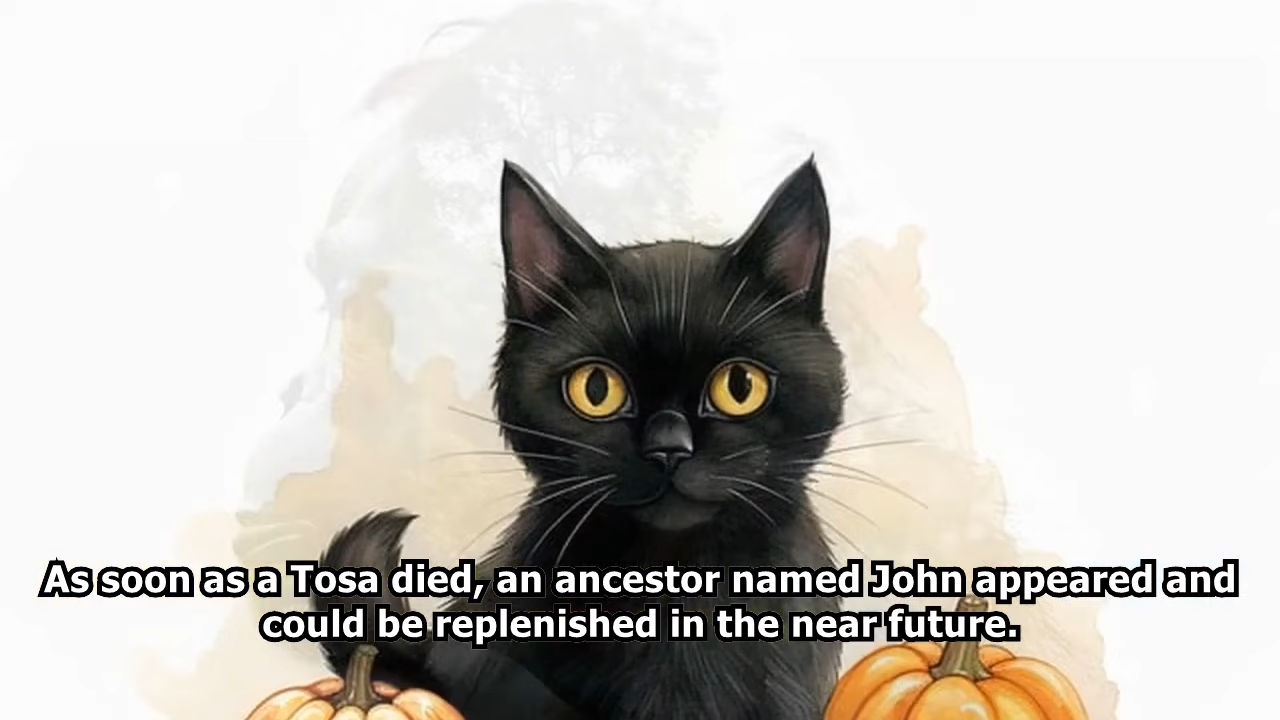 As soon as a Tosa died, an ancestor named John appeared and
could be replenished in the near future.